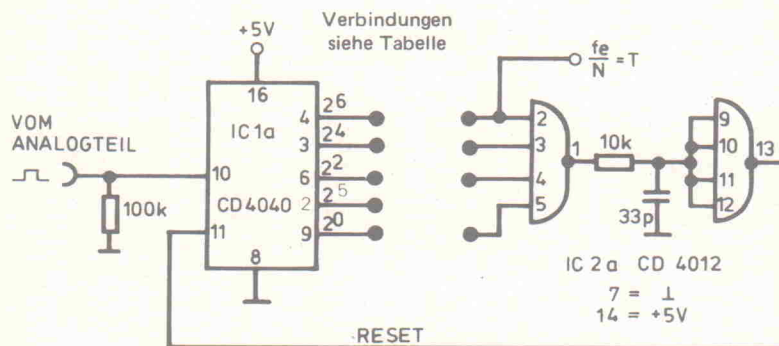 Verbindungen
siehe Tabelle
+5V
fe/N = T
16
VOM
ANALOGTEIL
IC1a
CD4040
10
11
8
100k
4 2⁶
3 2⁴
6 2²
2 2⁵
9 2⁰
2
3
4
5
1
10k
33p
9
10
11
12
13
IC 2a CD 4012
7 = ⊥
14 = +5V
RESET